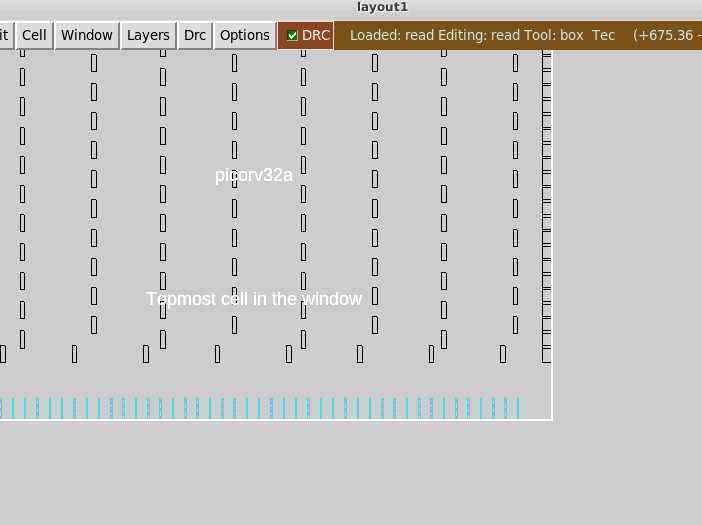 layout1
it Cell Window Layers Drc Options DRC Loaded: read Editing: read Tool: box Tec (+675.36 -
picorv32a
Topmost cell in the window